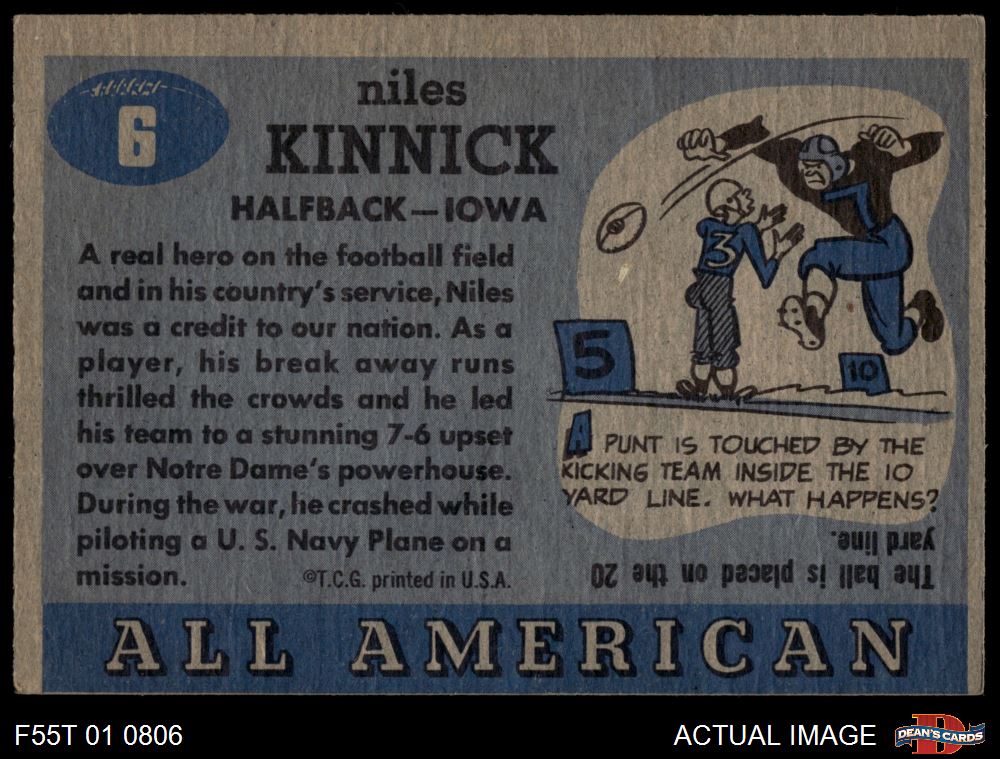 6
niles
KINNICK
HALFBACK—IOWA
A real hero on the football field
and in his country's service, Niles
was a credit to our nation. As a
player, his break away runs
thrilled the crowds and he led
his team to a stunning 7-6 upset
over Notre Dame's powerhouse.
During the war, he crashed while
piloting a U. S. Navy Plane on a
mission. ©T.C.G. printed in U.S.A.
3
5
10
A PUNT IS TOUCHED BY THE
KICKING TEAM INSIDE THE 10
YARD LINE. WHAT HAPPENS?
The ball is placed on the 20
yard line.
ALL AMERICAN
F55T 01 0806
ACTUAL IMAGE
D
DEAN'S CARDS